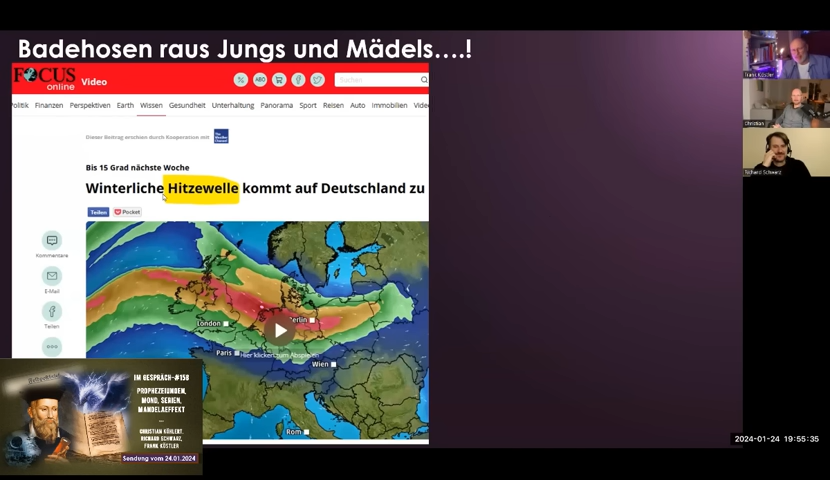 Badehosen raus Jungs und Mädels....!
FOCUS online Video
ABO
Suchen
Politik Finanzen Perspektiven Earth Wissen Gesundheit Unterhaltung Panorama Sport Reisen Auto Immobilien Video
Dieser Beitrag erschien durch Kooperation mit
Bis 15 Grad nächste Woche
Winterliche Hitzewelle kommt auf Deutschland zu
Teilen Pocket
Kommentare
E-Mail
Teilen
London
Berlin
Paris
Hier klicken zum Abspielen
Wien
Rom
IM GESPRÄCH-#158
PROPHEZEIUNGEN,
MOND, SERIEN,
MANDELAEFFEKT
CHRISTIAN KÖHLERT,
RICHARD SCHWARZ,
FRANK KÖSTLER
Sendung vom 24.01.2024
Frank Köstler
Christian
2024-01-24 19:55:35